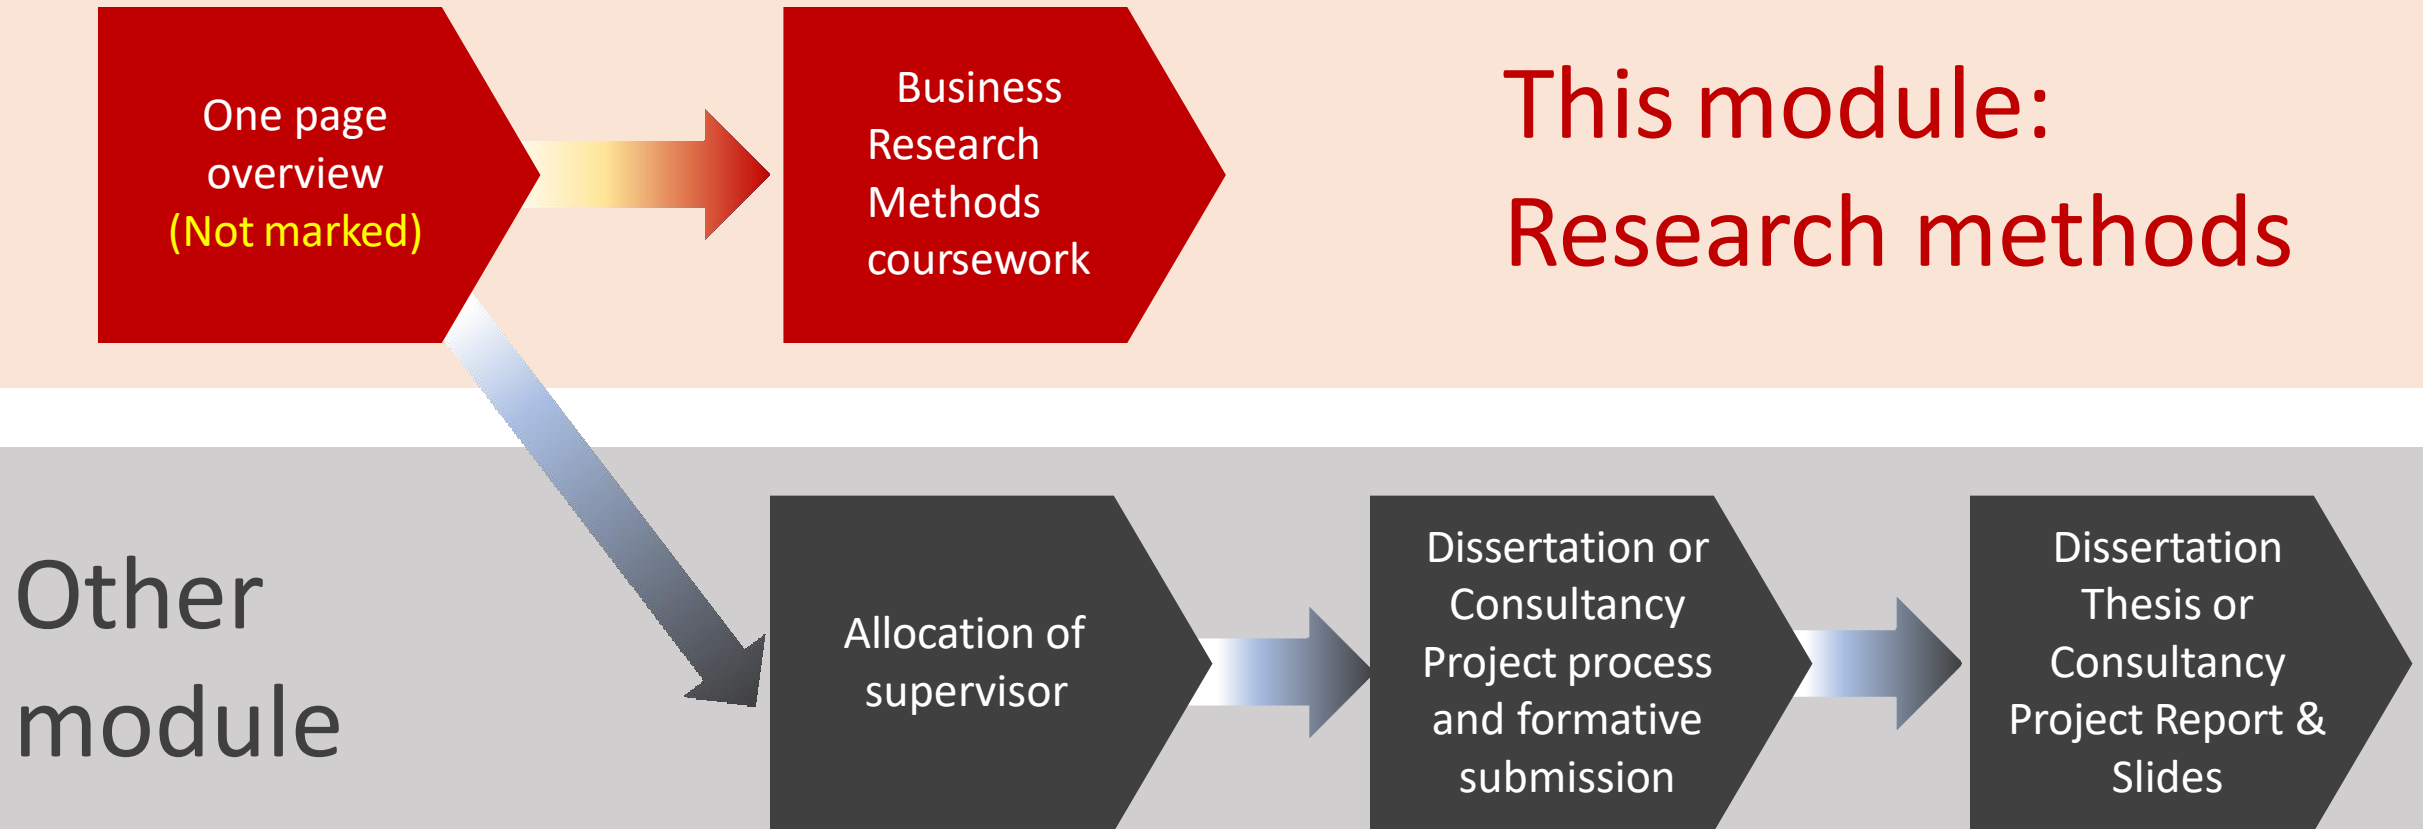 One page
overview
(Not marked)
Business
Research
Methods
coursework
This module:
Research methods
Other
module
Allocation of
supervisor
Dissertation or
Consultancy
Project process
and formative
submission
Dissertation
Thesis or
Consultancy
Project Report &
Slides